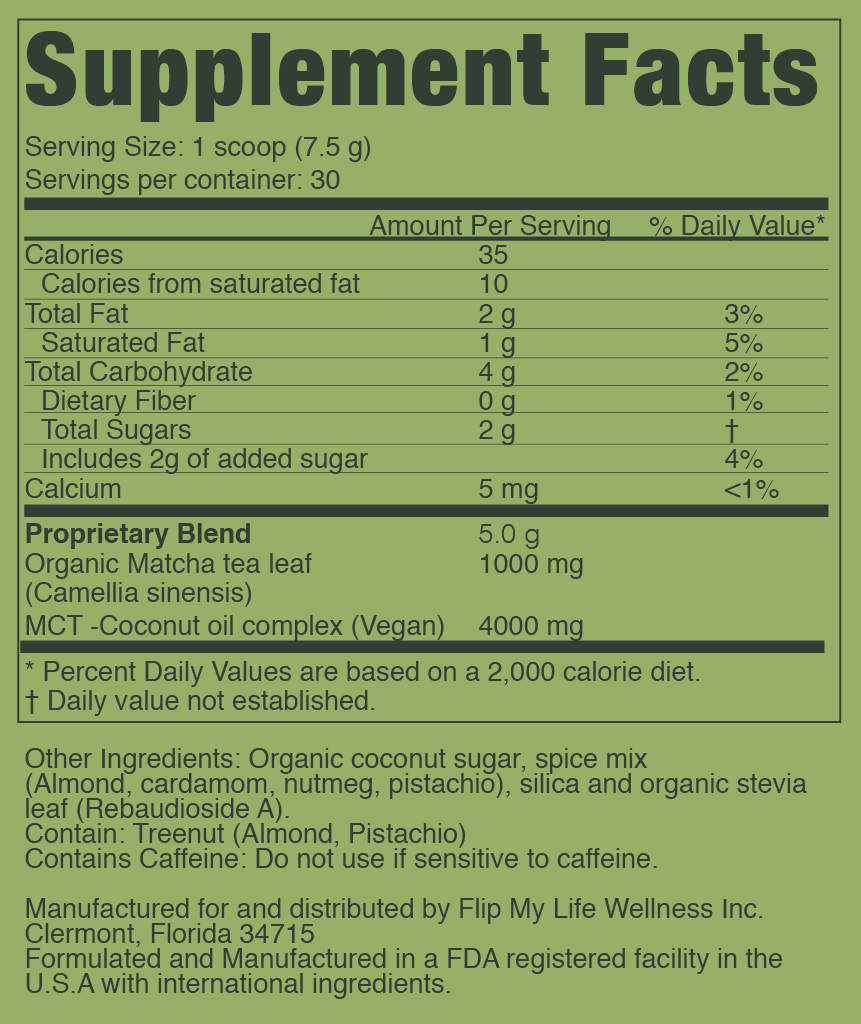 Supplement Facts
Serving Size: 1 scoop (7.5 g)
Servings per container: 30
Amount Per Serving % Daily Value*
Calories 35
Calories from saturated fat 10
Total Fat 2 g 3%
Saturated Fat 1 g 5%
Total Carbohydrate 4 g 2%
Dietary Fiber 0 g 1%
Total Sugars 2 g †
Includes 2g of added sugar 4%
Calcium 5 mg <1%
Proprietary Blend 5.0 g
Organic Matcha tea leaf 1000 mg
(Camellia sinensis)
MCT -Coconut oil complex (Vegan) 4000 mg
* Percent Daily Values are based on a 2,000 calorie diet.
† Daily value not established.
Other Ingredients: Organic coconut sugar, spice mix
(Almond, cardamom, nutmeg, pistachio), silica and organic stevia
leaf (Rebaudioside A).
Contain: Treenut (Almond, Pistachio)
Contains Caffeine: Do not use if sensitive to caffeine.
Manufactured for and distributed by Flip My Life Wellness Inc.
Clermont, Florida 34715
Formulated and Manufactured in a FDA registered facility in the
U.S.A with international ingredients.